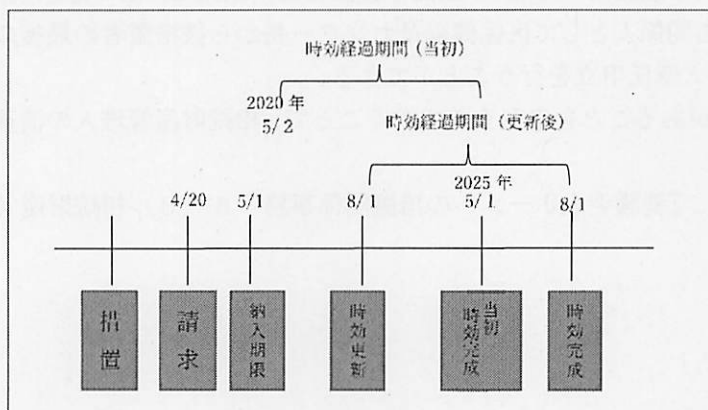 時効経過期間（当初）
2020年
5/2
時効経過期間（更新後）
2025年
4/20 5/1 8/1 5/1 8/1
措置
請求
納入期限
時効更新
当初
時効完成
時効完成